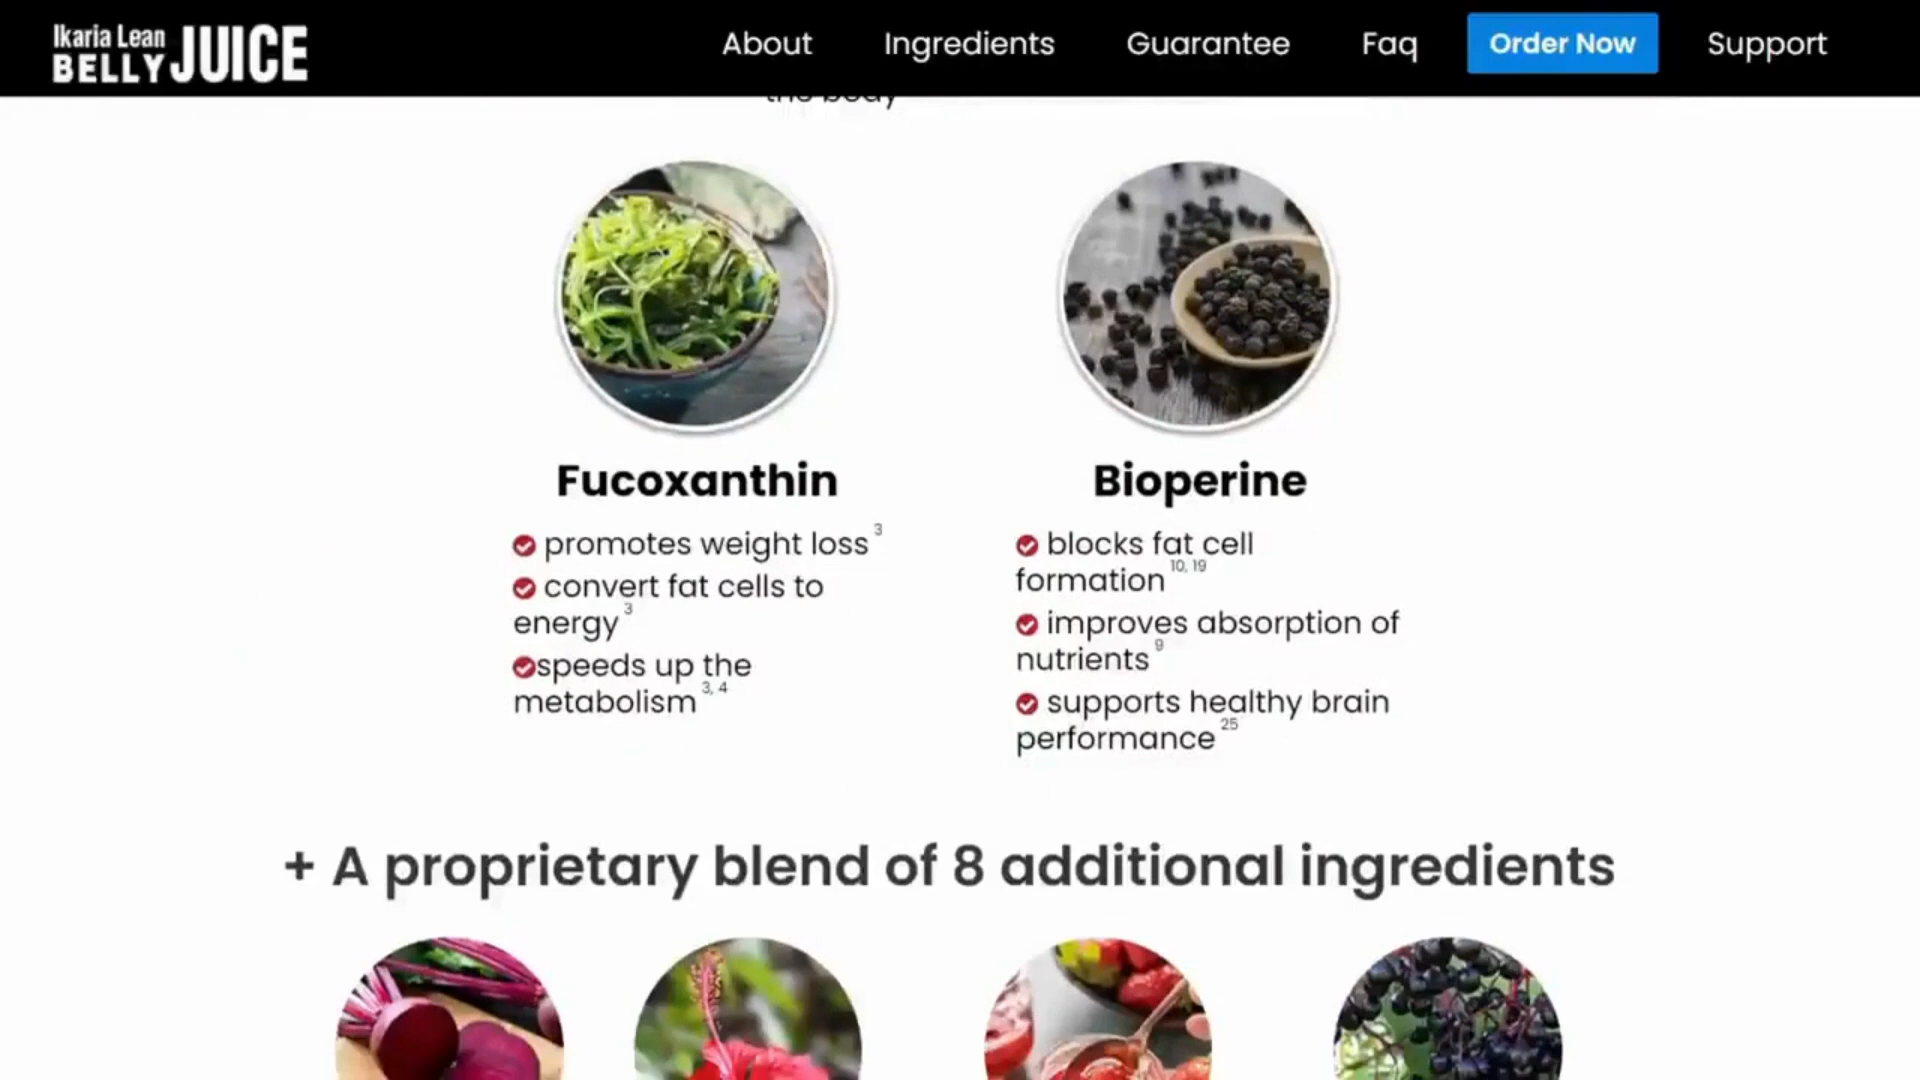 Ikaria Lean
BELLY JUICE
About Ingredients Guarantee Faq Order Now Support
the body
Fucoxanthin
promotes weight loss 3
convert fat cells to
energy 3
speeds up the
metabolism 3, 4
Bioperine
blocks fat cell
formation 10, 19
improves absorption of
nutrients 9
supports healthy brain
performance 25
+ A proprietary blend of 8 additional ingredients